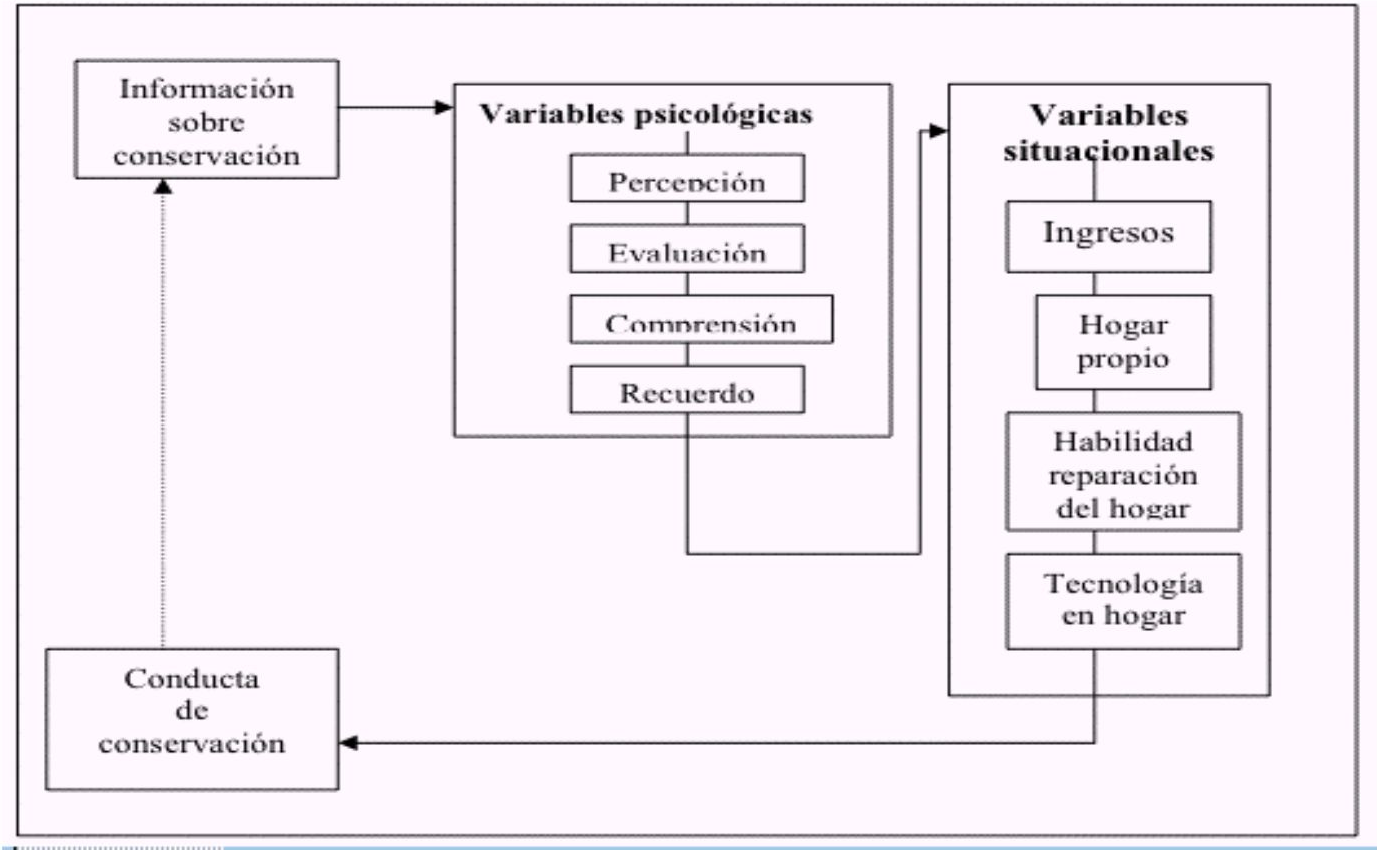 Información
sobre
conservación
Variables psicológicas
Percepción
Evaluación
Comprensión
Recuerdo
Variables
situacionales
Ingresos
Hogar
propio
Habilidad
reparación
del hogar
Tecnología
en hogar
Conducta
de
conservación